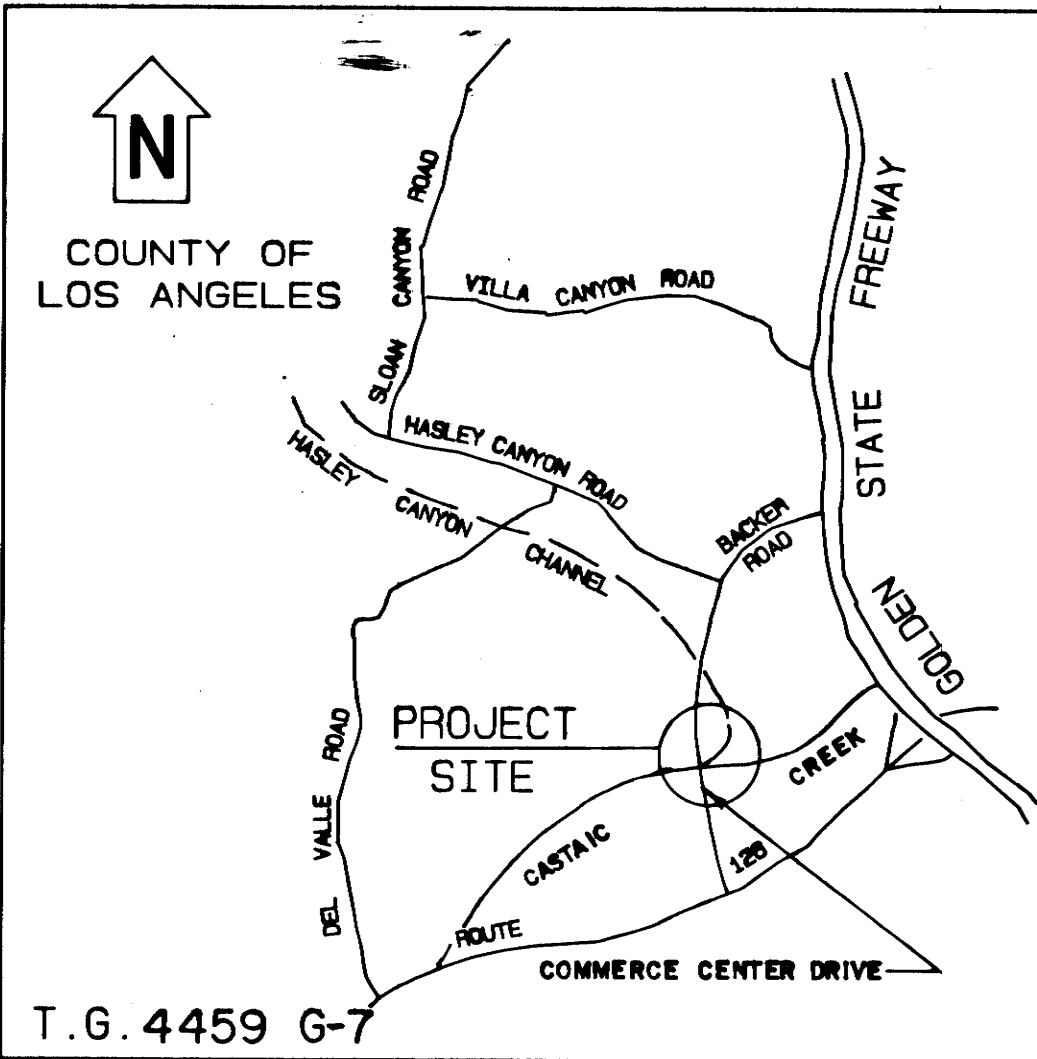 N
COUNTY OF
LOS ANGELES
SLOAN CANYON ROAD
VILLA CANYON ROAD
STATE FREEWAY
HASLEY CANYON ROAD
HASLEY CANYON CHANNEL
BACKER
ROAD
GOLDEN
DEL VALLE ROAD
PROJECT
SITE
CASTAIC CREEK
ROUTE 126
COMMERCE CENTER DRIVE
T.G. 4459 G-7